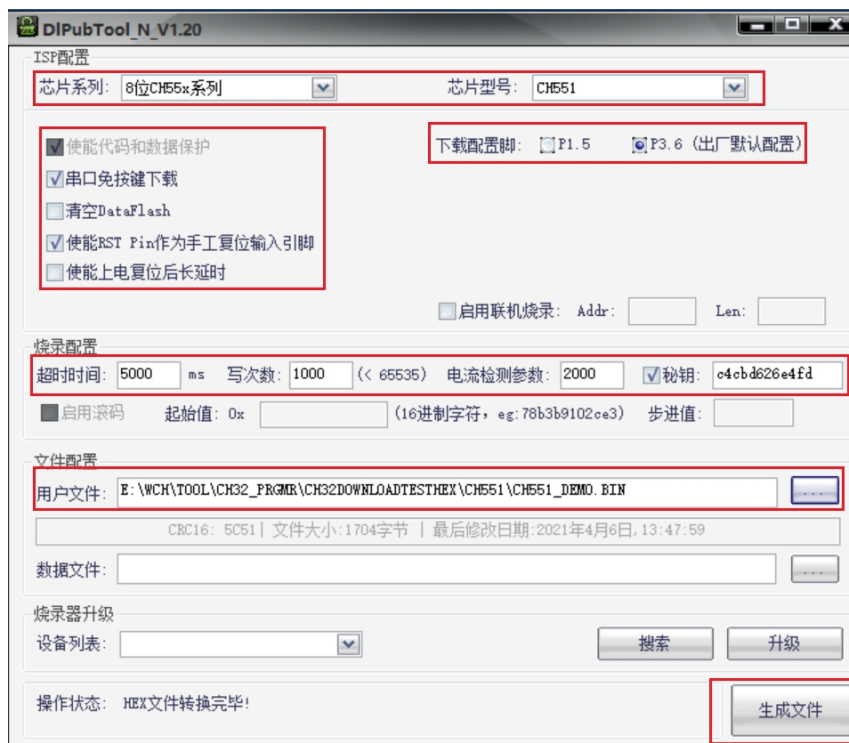 DlPubTool_N_V1.20
ISP配置
芯片系列: 8位CH55x系列 芯片型号: CH551
使能代码和数据保护 下载配置脚: P1.5 P3.6 (出厂默认配置)
串口免按键下载
清空DataFlash
使能RST Pin作为手工复位输入引脚
使能上电复位后长延时
启用联机烧录: Addr: Len:
烧录配置
超时时间: 5000 ms 写次数: 1000 (< 65535) 电流检测参数: 2000 秘钥: c4cbd626e4fd
启用滚码 起始值: 0x (16进制字符, eg:78b3b9102ce3) 步进值:
文件配置
用户文件: E:\WCH\TOOL\CH32_PRGMR\CH32DOWNLOADTESTHEX\CH551\CH551_DEMO.BIN ...
CRC16: 5C51| 文件大小:1704字节 | 最后修改日期:2021年4月6日,13:47:59
数据文件: ...
烧录器升级
设备列表: 搜索 升级
操作状态: HEX文件转换完毕! 生成文件